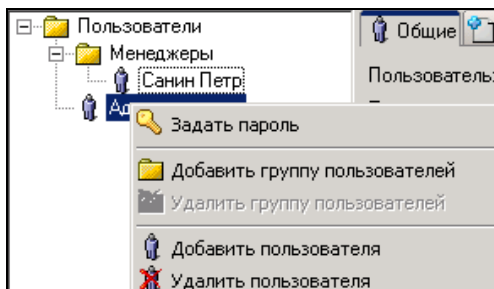 Пользователи
Общие
Менеджеры
Санин Петр
Пользователь:
Задать пароль
Добавить группу пользователей
Удалить группу пользователей
Добавить пользователя
Удалить пользователя